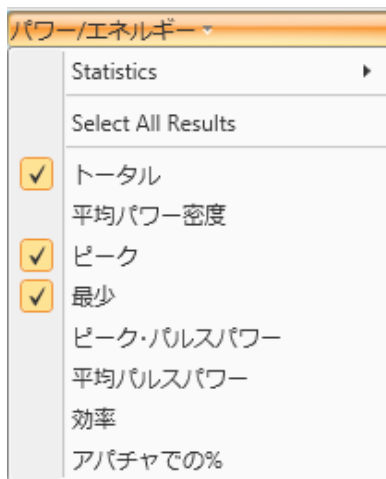 パワー/エネルギー
Statistics
Select All Results
トータル
平均パワー密度
ピーク
最少
ピーク・パルスパワー
平均パルスパワー
効率
アパチャでの%